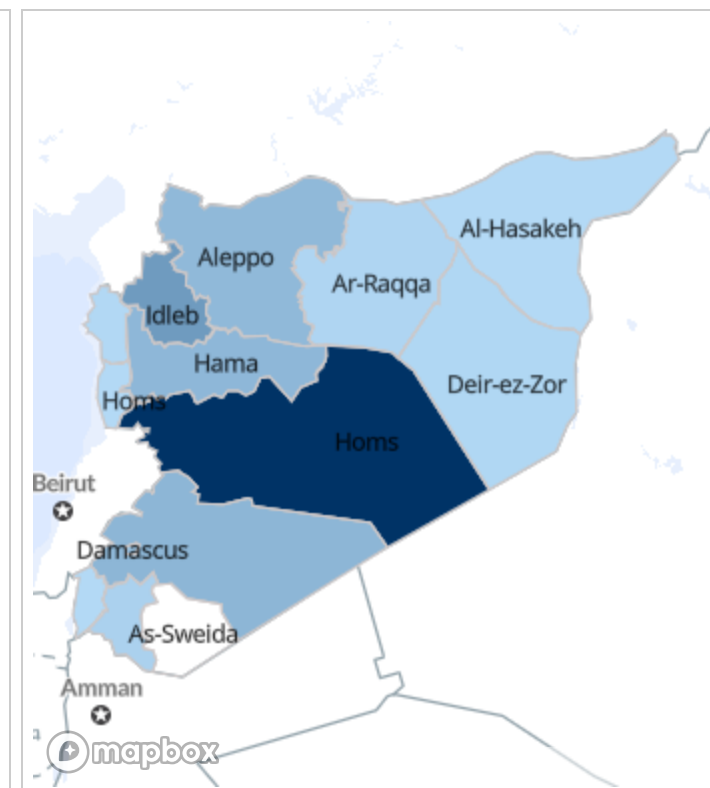 Al-Hasakeh
Aleppo
Ar-Raqqa
Idleb
Hama
Deir-ez-Zor
Homs
Homs
Beirut
Damascus
As-Sweida
Amman
mapbox